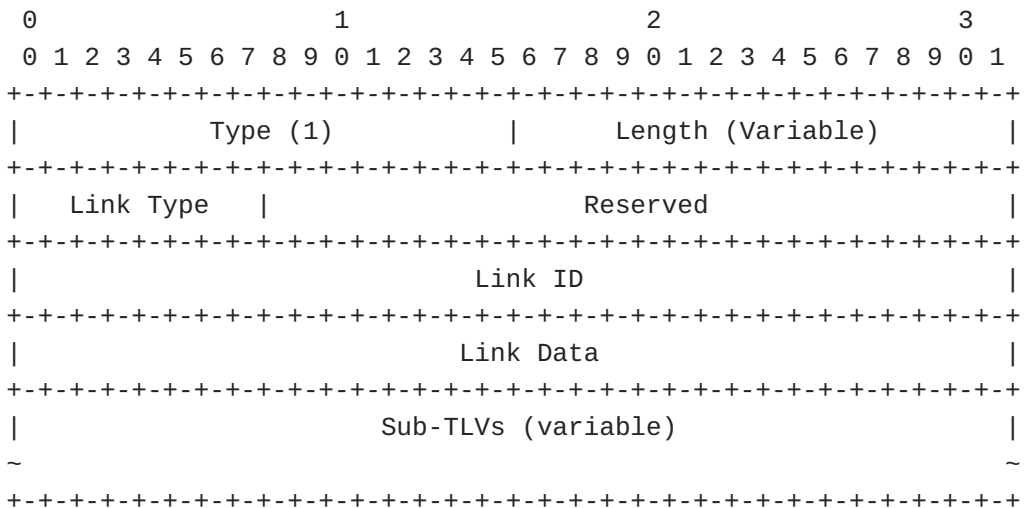 0                   1                   2                   3
 0 1 2 3 4 5 6 7 8 9 0 1 2 3 4 5 6 7 8 9 0 1 2 3 4 5 6 7 8 9 0 1
+-+-+-+-+-+-+-+-+-+-+-+-+-+-+-+-+-+-+-+-+-+-+-+-+-+-+-+-+-+-+-+-+
|            Type (1)           |      Length (Variable)        |
+-+-+-+-+-+-+-+-+-+-+-+-+-+-+-+-+-+-+-+-+-+-+-+-+-+-+-+-+-+-+-+-+
|   Link Type   |                    Reserved                   |
+-+-+-+-+-+-+-+-+-+-+-+-+-+-+-+-+-+-+-+-+-+-+-+-+-+-+-+-+-+-+-+-+
|                             Link ID                           |
+-+-+-+-+-+-+-+-+-+-+-+-+-+-+-+-+-+-+-+-+-+-+-+-+-+-+-+-+-+-+-+-+
|                            Link Data                          |
+-+-+-+-+-+-+-+-+-+-+-+-+-+-+-+-+-+-+-+-+-+-+-+-+-+-+-+-+-+-+-+-+
|                       Sub-TLVs (variable)                     |
~                                                               ~
+-+-+-+-+-+-+-+-+-+-+-+-+-+-+-+-+-+-+-+-+-+-+-+-+-+-+-+-+-+-+-+-+